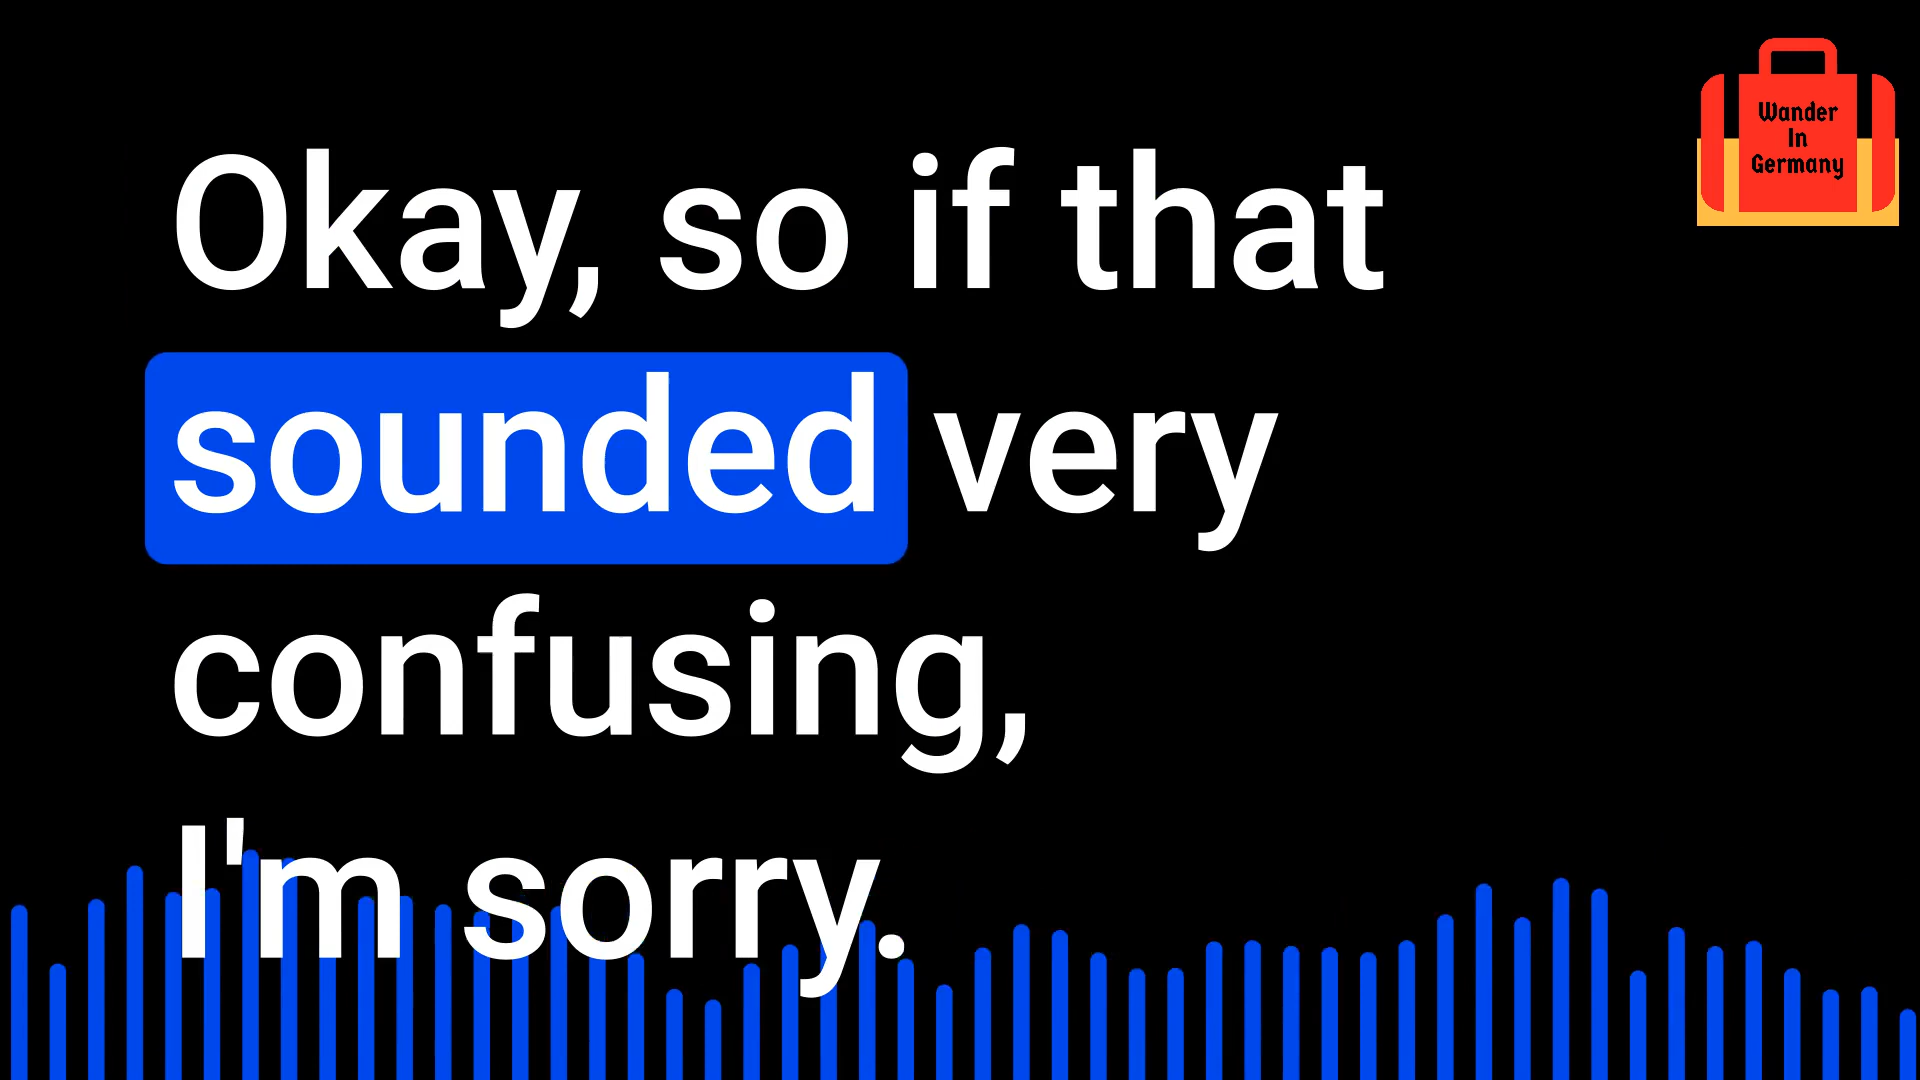 Okay, so if that
sounded very
confusing,
I'm sorry.
Wander
In
Germany